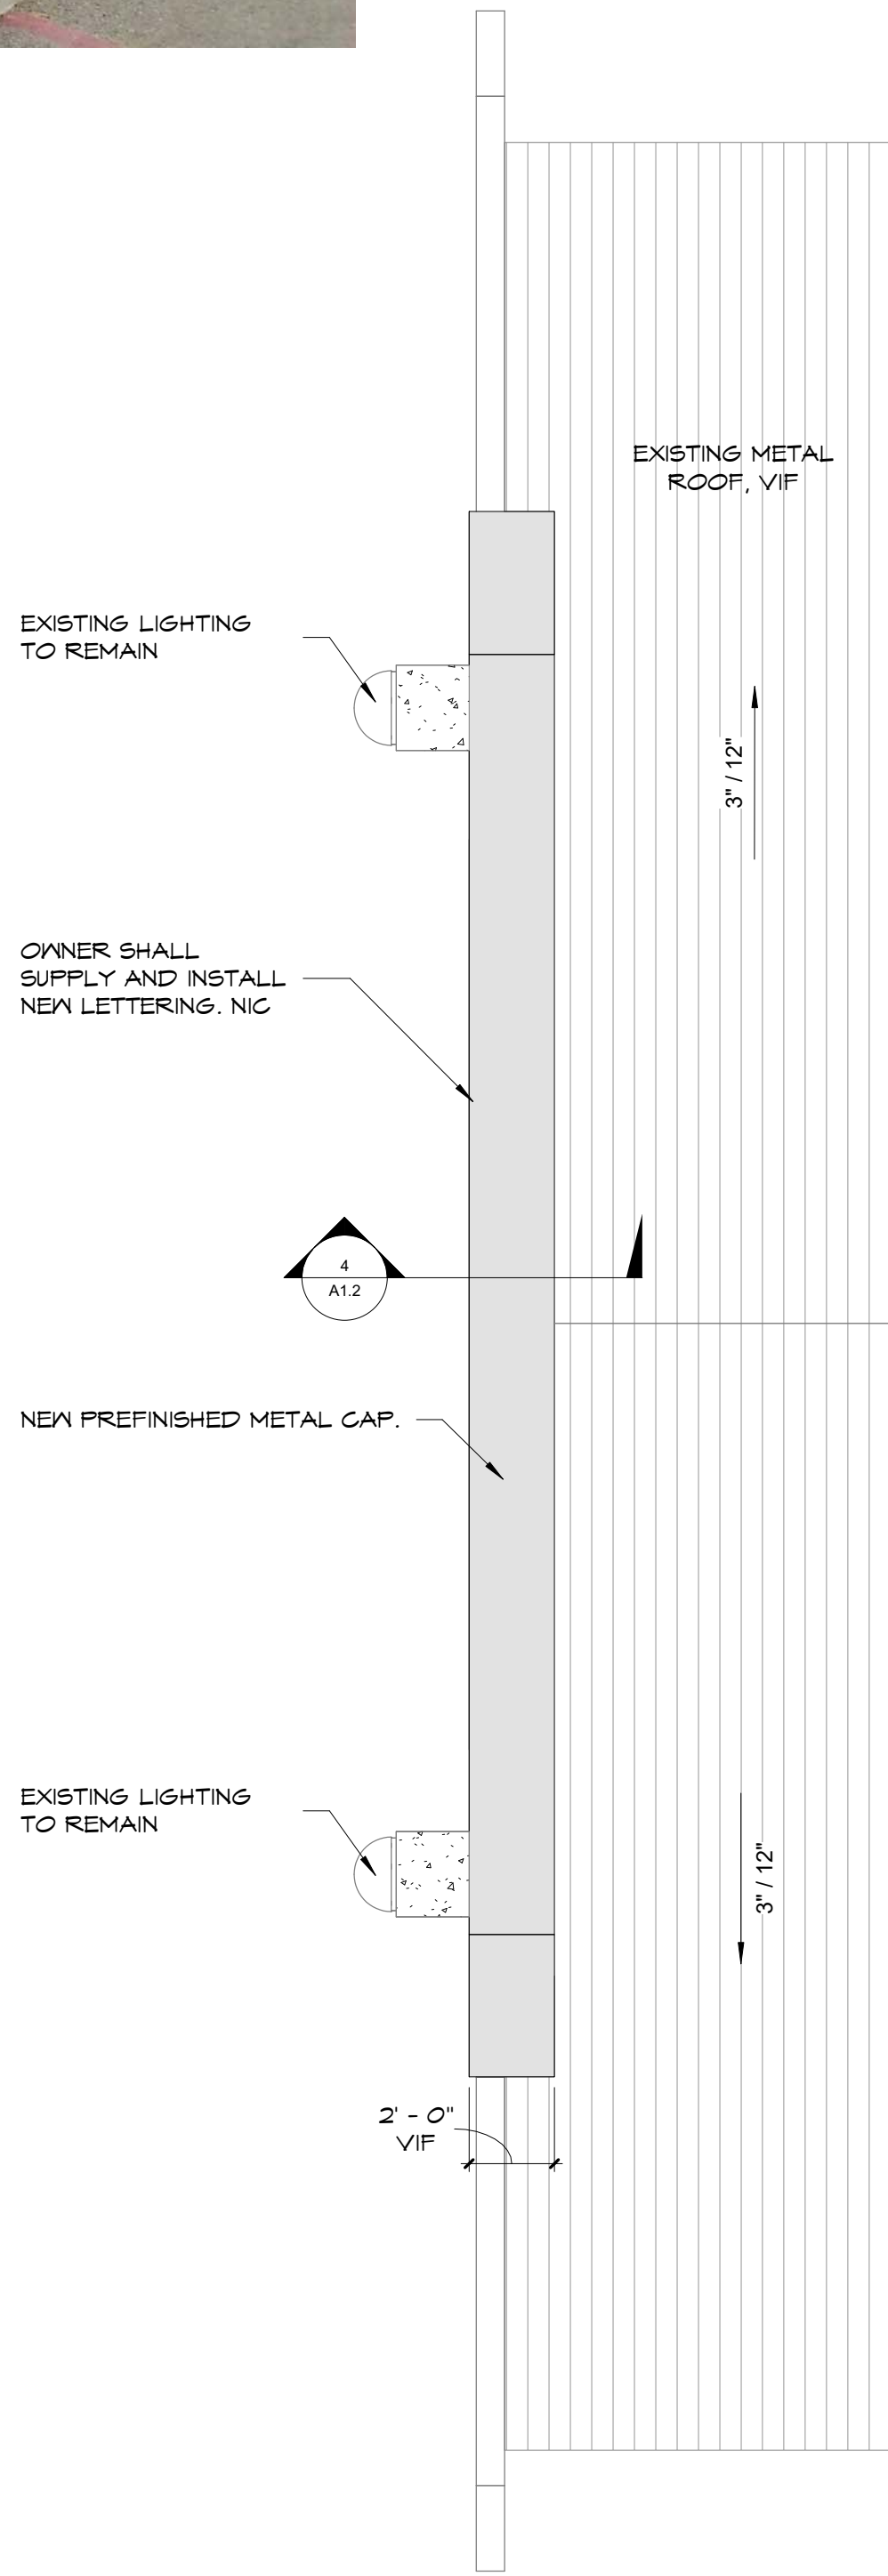 EXISTING METAL
ROOF, VIF
EXISTING LIGHTING
TO REMAIN
3" / 12"
OWNER SHALL
SUPPLY AND INSTALL
NEW LETTERING. NIC
4
A1.2
NEW PREFINISHED METAL CAP.
EXISTING LIGHTING
TO REMAIN
3" / 12"
2' - 0"
VIF